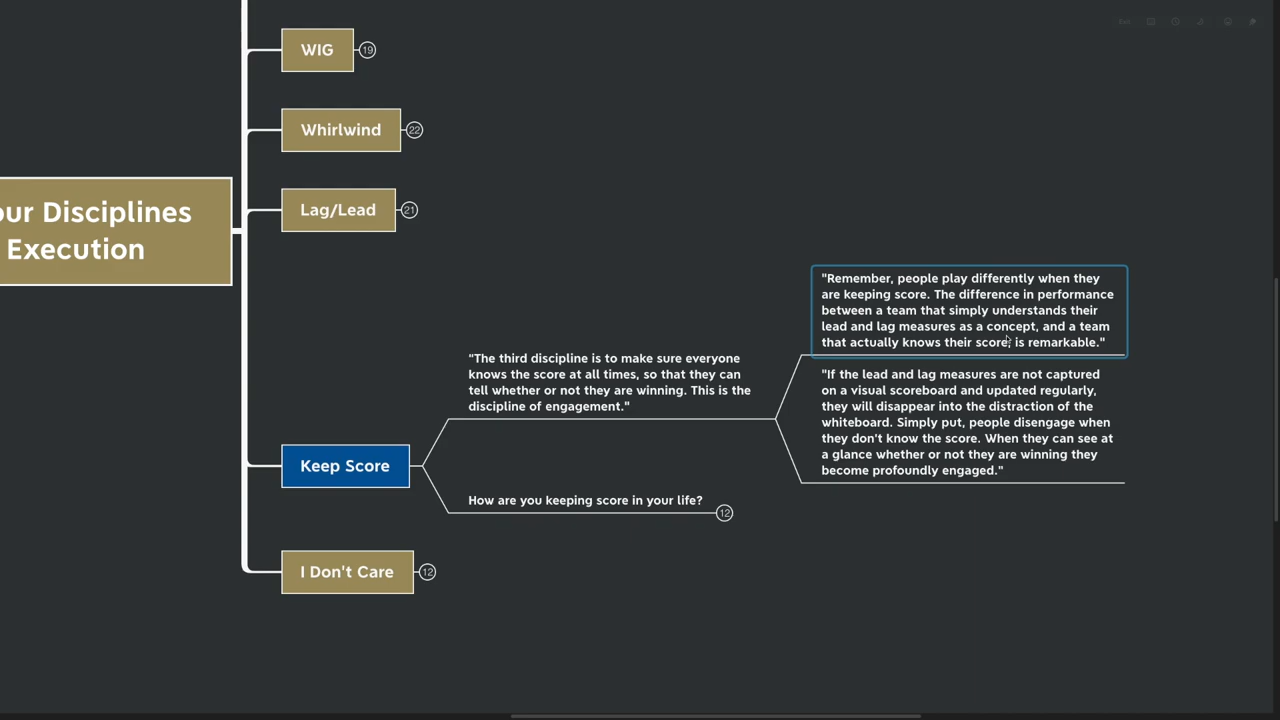 WIG
19
Whirlwind
22
our Disciplines
Execution
Lag/Lead
21
"Remember, people play differently when they
are keeping score. The difference in performance
between a team that simply understands their
lead and lag measures as a concept, and a team
that actually knows their score, is remarkable."
"The third discipline is to make sure everyone
knows the score at all times, so that they can
tell whether or not they are winning. This is the
discipline of engagement."
"If the lead and lag measures are not captured
on a visual scoreboard and updated regularly,
they will disappear into the distraction of the
whiteboard. Simply put, people disengage when
they don't know the score. When they can see at
a glance whether or not they are winning they
become profoundly engaged."
Keep Score
How are you keeping score in your life?
12
I Don't Care
12